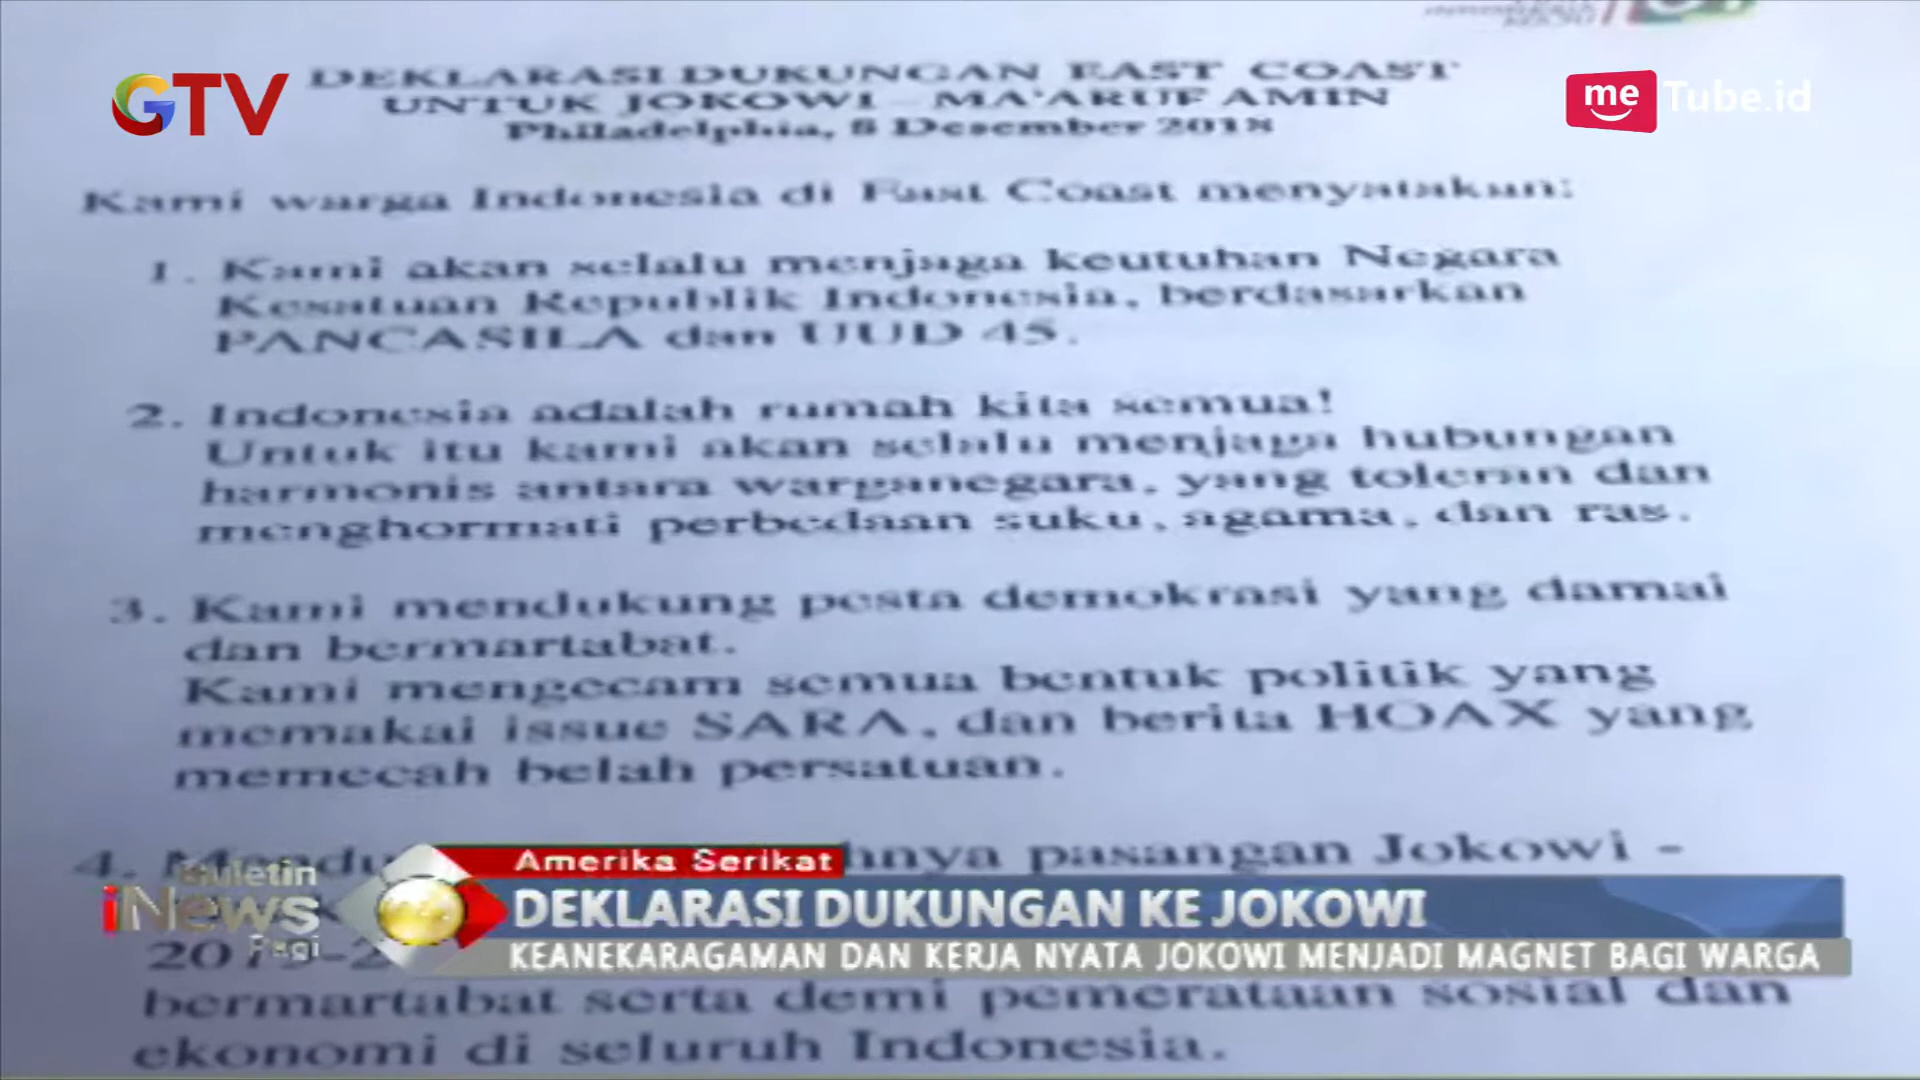 GTV
me Tube.id
DEKLARASI DUKUNGAN EAST COAST
UNTUK JOKOWI MA'ARUF AMIN
Philadelphia, 8 Desember 2018
Kami warga Indonesia di East Coast menyatakan:
1. Kami akan selalu menjaga keutuhan Negara
Kesatuan Republik Indonesia, berdasarkan
PANCASILA dan UUD 45.
2. Indonesia adalah rumah kita semua!
Untuk itu kami akan selalu menjaga hubungan
harmonis antara warganegara, yang toleran dan
menghormati perbedaan suku, agama, dan ras.
3. Kami mendukung pesta demokrasi yang damai
dan bermartabat.
Kami mengecam semua bentuk politik yang
memakai issue SARA, dan berita HOAX yang
memecah belah persatuan.
4. pasangan Jokowi -
bermartabat serta demi pemerataan sosial dan
ekonomi di seluruh Indonesia.
Buletin
iNews
Pagi
Amerika Serikat
DEKLARASI DUKUNGAN KE JOKOWI
KEANEKARAGAMAN DAN KERJA NYATA JOKOWI MENJADI MAGNET BAGI WARGA